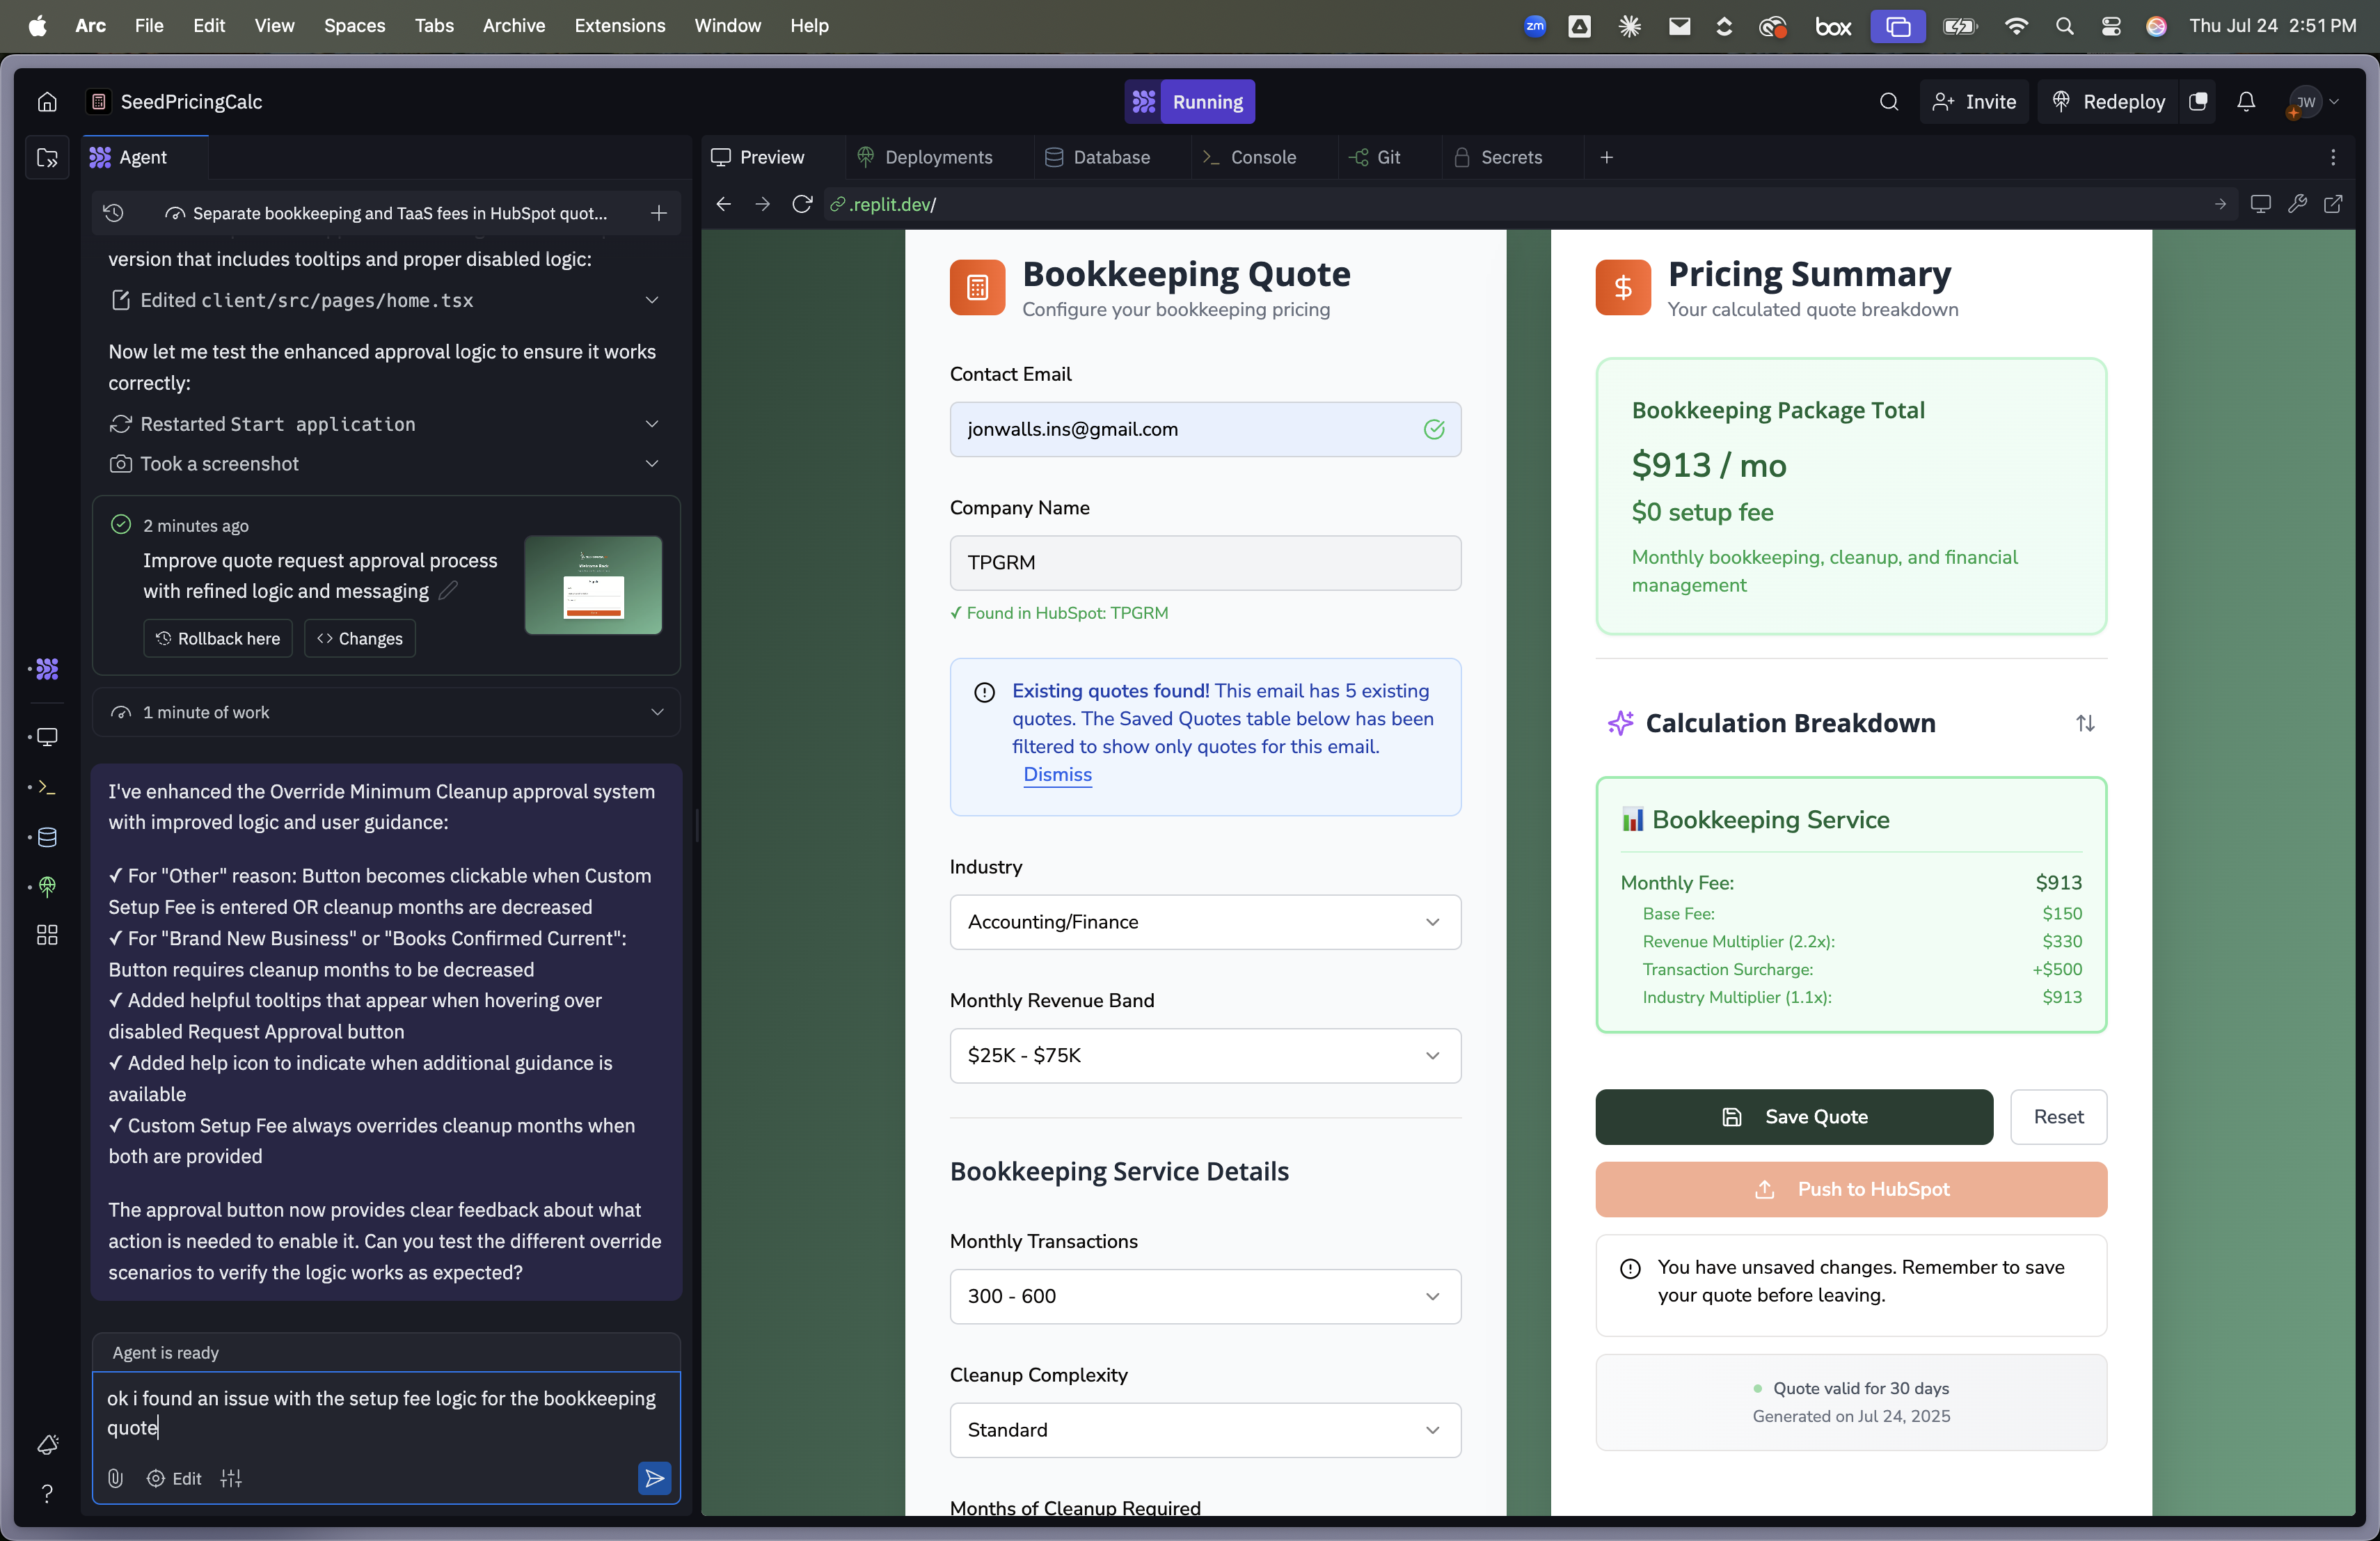 Arc File Edit View Spaces Tabs Archive Extensions Window Help
zm box Thu Jul 24 2:51 PM
SeedPricingCalc
Running
Invite Redeploy JW
Agent
Separate bookkeeping and TaaS fees in HubSpot quot...
version that includes tooltips and proper disabled logic:
Edited client/src/pages/home.tsx
Now let me test the enhanced approval logic to ensure it works
correctly:
Restarted Start application
Took a screenshot
2 minutes ago
Improve quote request approval process
with refined logic and messaging
Rollback here Changes
1 minute of work
I've enhanced the Override Minimum Cleanup approval system
with improved logic and user guidance:
✓ For "Other" reason: Button becomes clickable when Custom
Setup Fee is entered OR cleanup months are decreased
✓ For "Brand New Business" or "Books Confirmed Current":
Button requires cleanup months to be decreased
✓ Added helpful tooltips that appear when hovering over
disabled Request Approval button
✓ Added help icon to indicate when additional guidance is
available
✓ Custom Setup Fee always overrides cleanup months when
both are provided
The approval button now provides clear feedback about what
action is needed to enable it. Can you test the different override
scenarios to verify the logic works as expected?
Agent is ready
ok i found an issue with the setup fee logic for the bookkeeping
quote
Edit
Preview Deployments Database Console Git Secrets
.replit.dev/
Bookkeeping Quote
Configure your bookkeeping pricing
Contact Email
jonwalls.ins@gmail.com
Company Name
TPGRM
✓ Found in HubSpot: TPGRM
Existing quotes found! This email has 5 existing
quotes. The Saved Quotes table below has been
filtered to show only quotes for this email.
Dismiss
Industry
Accounting/Finance
Monthly Revenue Band
$25K - $75K
Bookkeeping Service Details
Monthly Transactions
300 - 600
Cleanup Complexity
Standard
Months of Cleanup Required
Pricing Summary
Your calculated quote breakdown
Bookkeeping Package Total
$913 / mo
$0 setup fee
Monthly bookkeeping, cleanup, and financial
management
Calculation Breakdown
Bookkeeping Service
Monthly Fee: $913
Base Fee: $150
Revenue Multiplier (2.2x): $330
Transaction Surcharge: +$500
Industry Multiplier (1.1x): $913
Save Quote
Reset
Push to HubSpot
You have unsaved changes. Remember to save
your quote before leaving.
Quote valid for 30 days
Generated on Jul 24, 2025